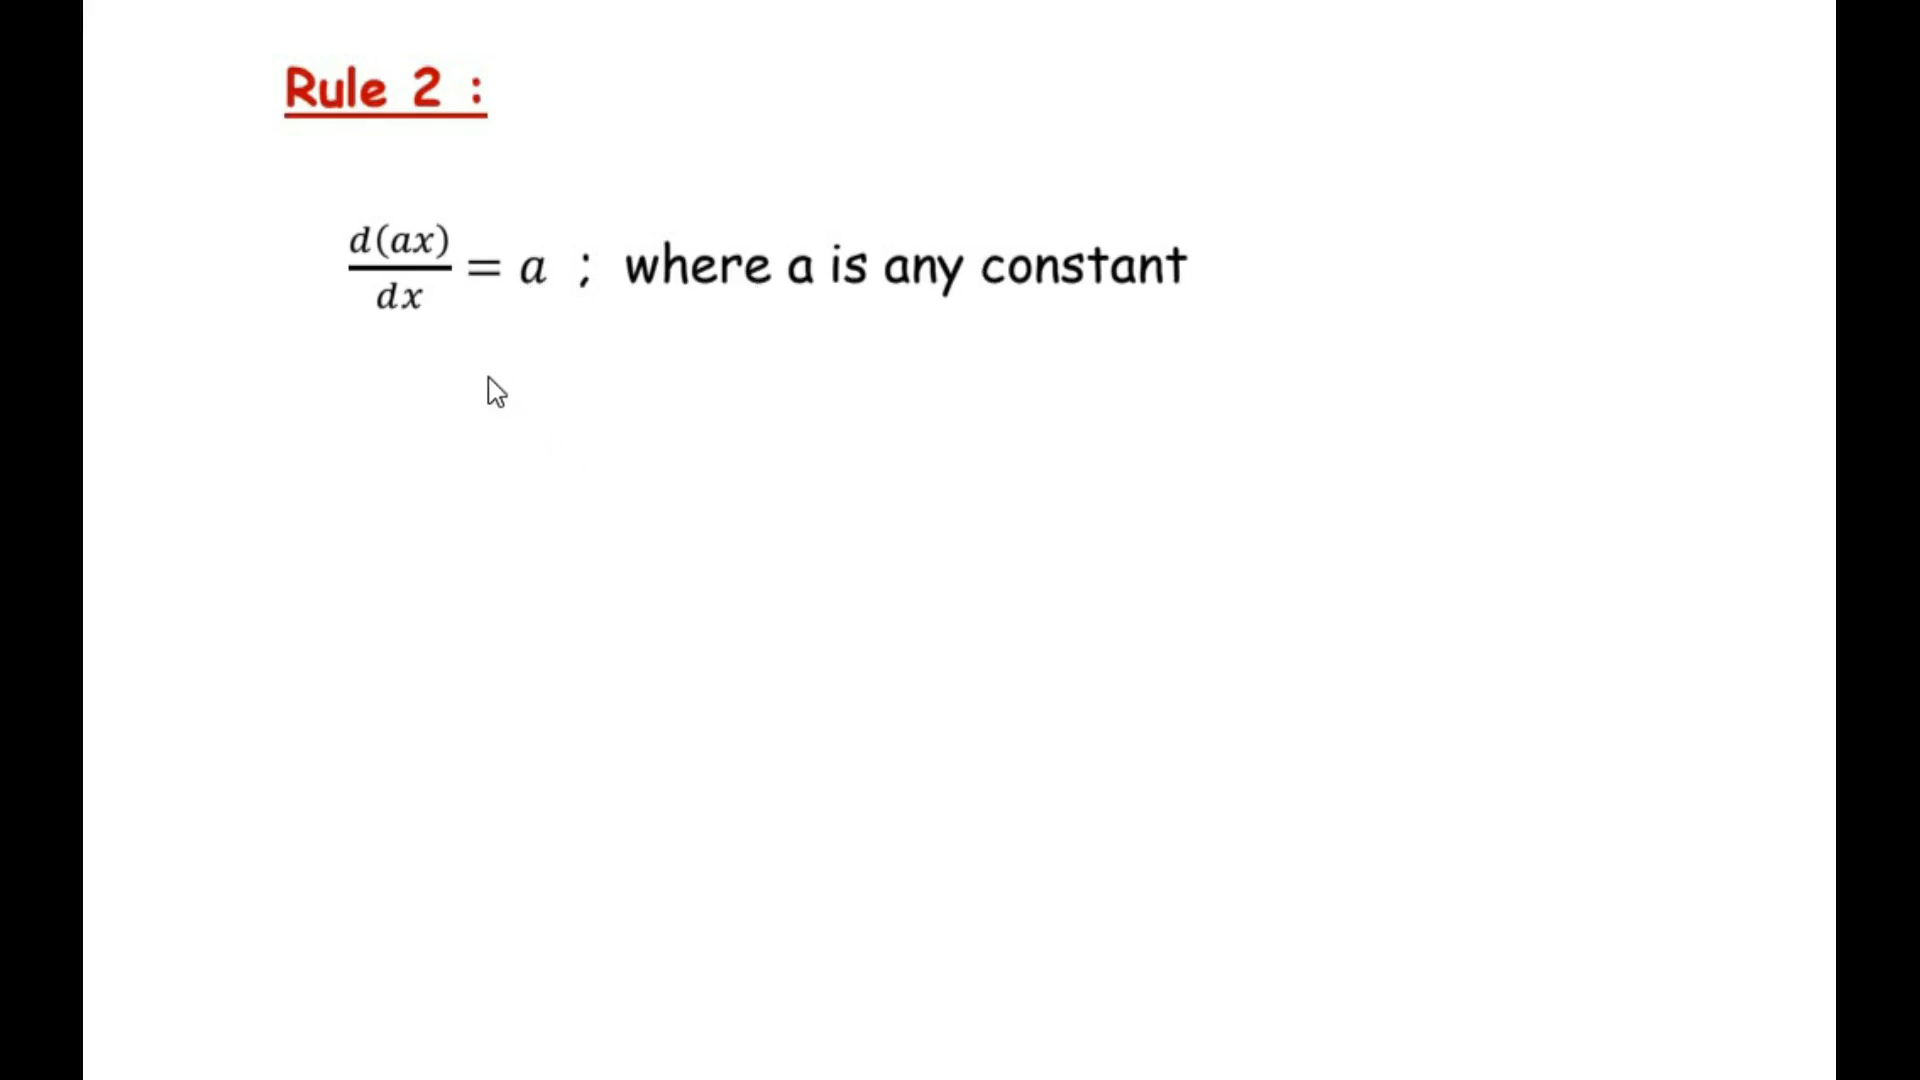 Rule 2 :
d(ax)/dx = a ; where a is any constant